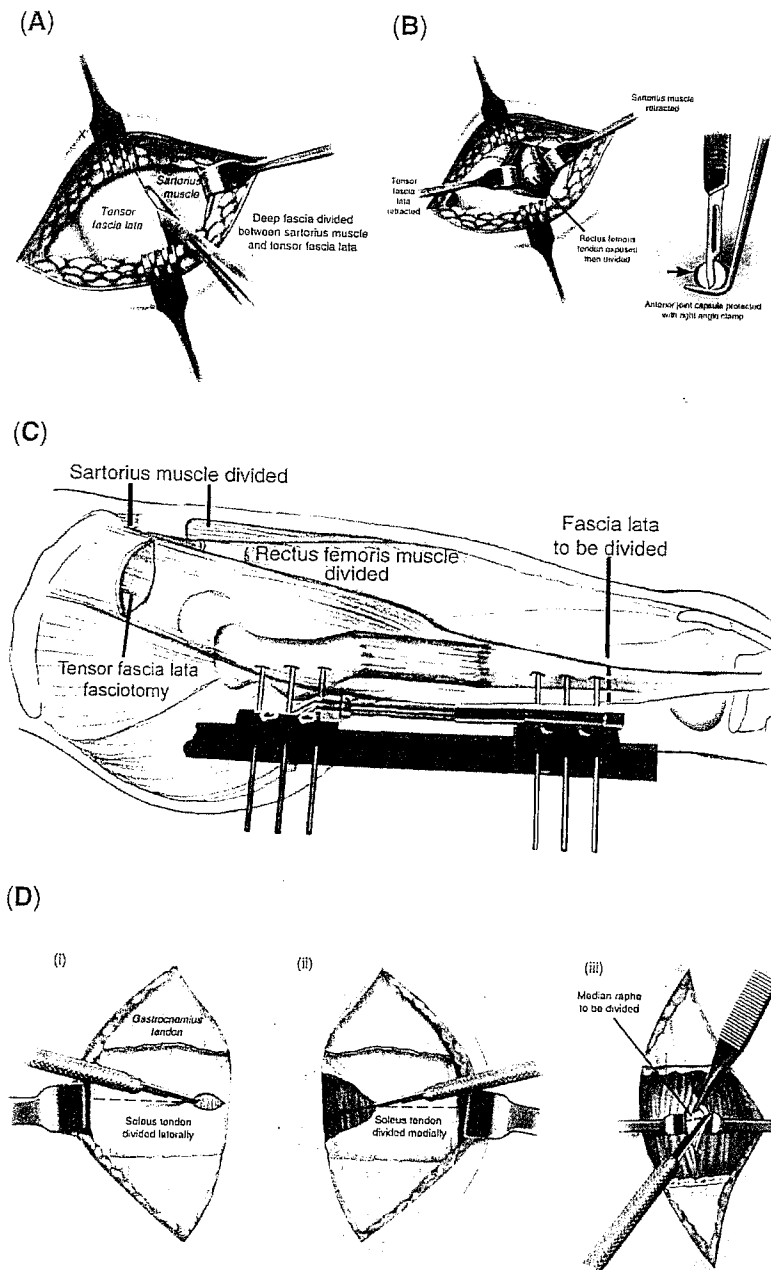 (A)
Sartorius
muscle
Tensor
fascia lata
Deep fascia divided
between sartorius muscle
and tensor fascia lata
(B)
Sartorius muscle
retracted
Tensor
fascia
lata
retracted
Rectus femoris
tendon exposed
then divided
Anterior joint capsule protected
with right angle clamp
(C)
Sartorius muscle divided
Rectus femoris muscle
divided
Fascia lata
to be divided
Tensor fascia lata
fasciotomy
(D)
(i)
Gastrocnemius
tendon
Soleus tendon
divided laterally
(ii)
Soleus tendon
divided medially
(iii)
Median raphe
to be divided